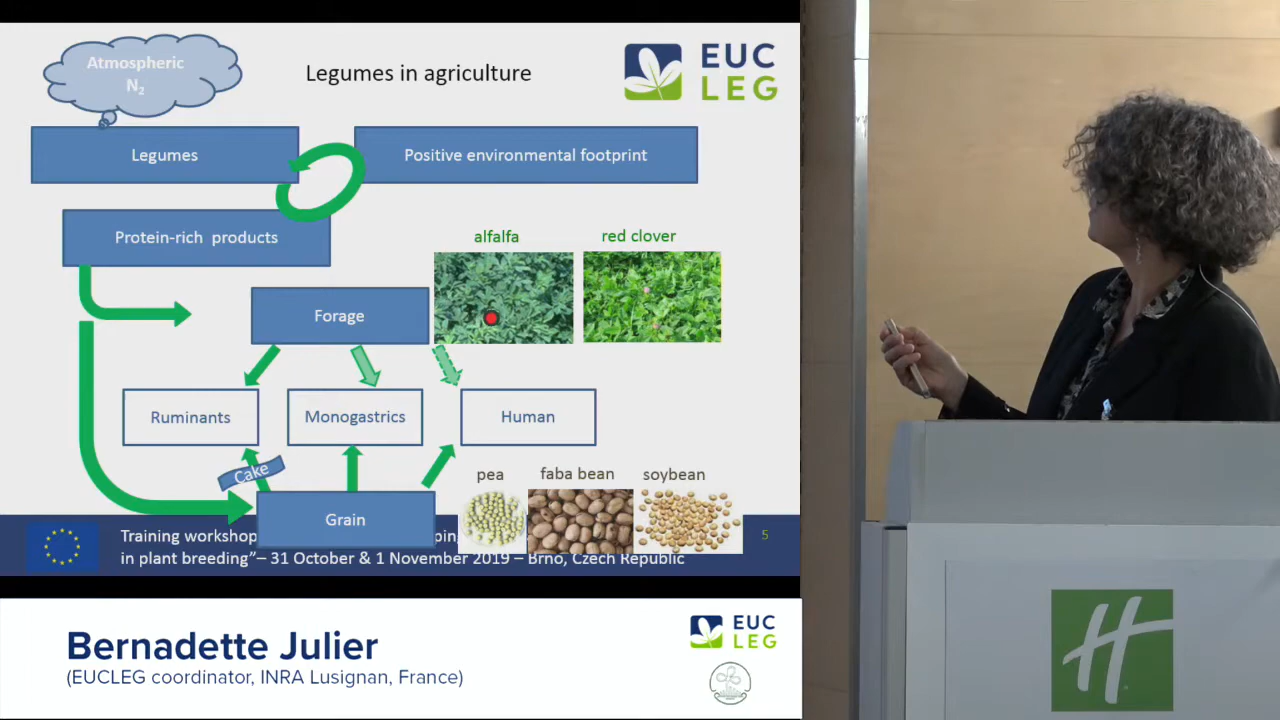 Atmospheric
N₂
Legumes in agriculture
EUC
LEG
Legumes
Positive environmental footprint
Protein-rich products
alfalfa
red clover
Forage
Ruminants
Monogastrics
Human
Cake
pea
faba bean
soybean
Grain
Training workshop
in plant breeding”– 31 October & 1 November 2019 – Brno, Czech Republic
5
Bernadette Julier
(EUCLEG coordinator, INRA Lusignan, France)
EUC
LEG
H